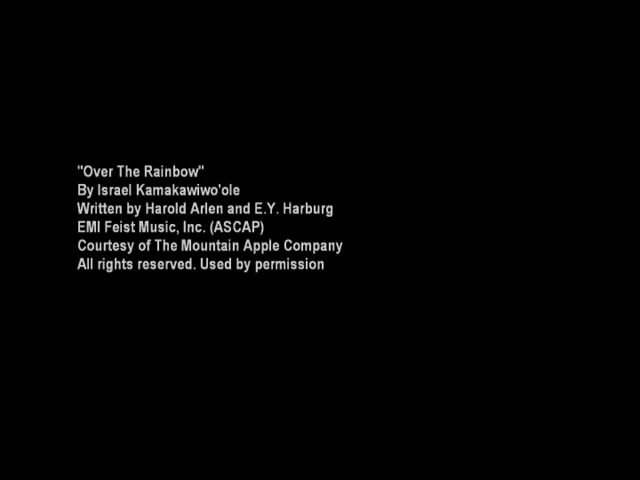 "Over The Rainbow"
By Israel Kamakawiwo'ole
Written by Harold Arlen and E.Y. Harburg
EMI Feist Music, Inc. (ASCAP)
Courtesy of The Mountain Apple Company
All rights reserved. Used by permission